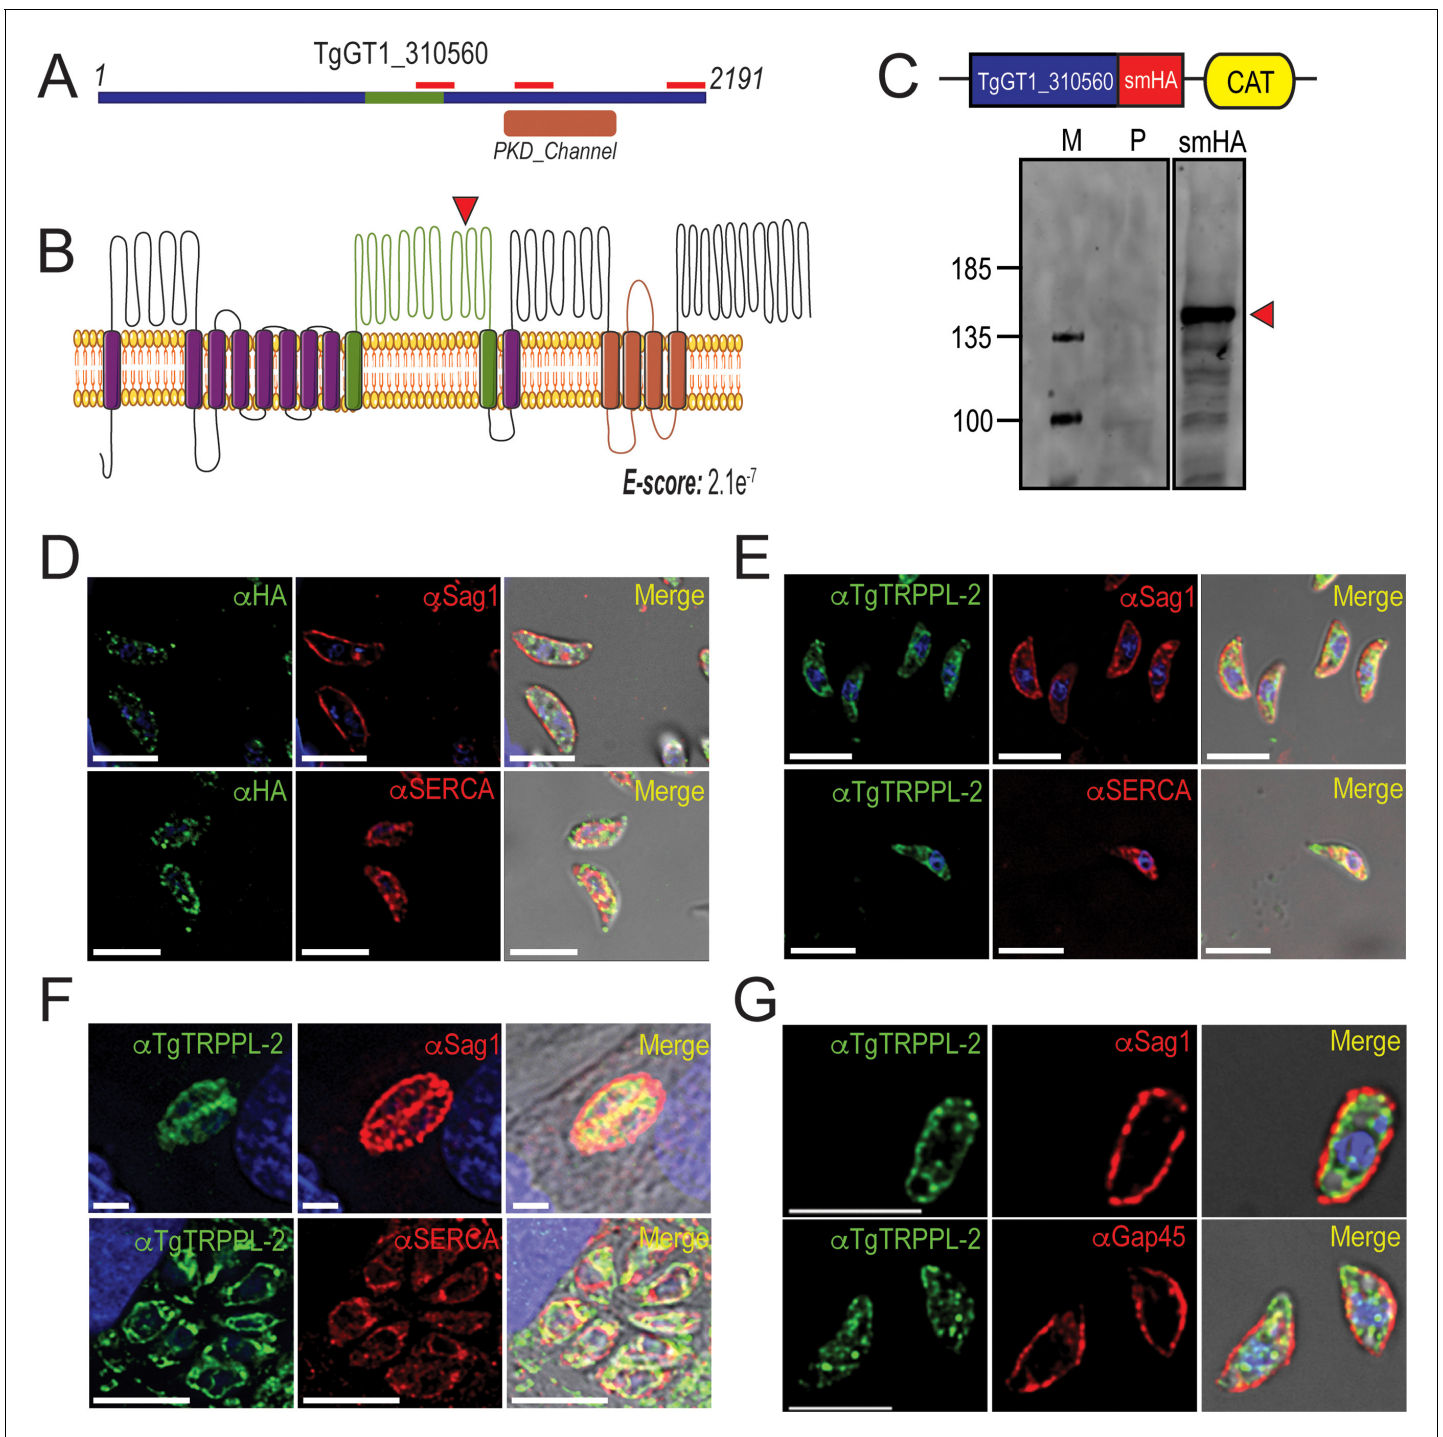 A
TgGT1_310560
1
2191
PKD_Channel
B
E-score: 2.1e-7
C
TgGT1_310560 smHA CAT
M P smHA
185
135
100
D
αHA αSag1 Merge
αHA αSERCA Merge
E
αTgTRPPL-2 αSag1 Merge
αTgTRPPL-2 αSERCA Merge
F
αTgTRPPL-2 αSag1 Merge
αTgTRPPL-2 αSERCA Merge
G
αTgTRPPL-2 αSag1 Merge
αTgTRPPL-2 αGap45 Merge